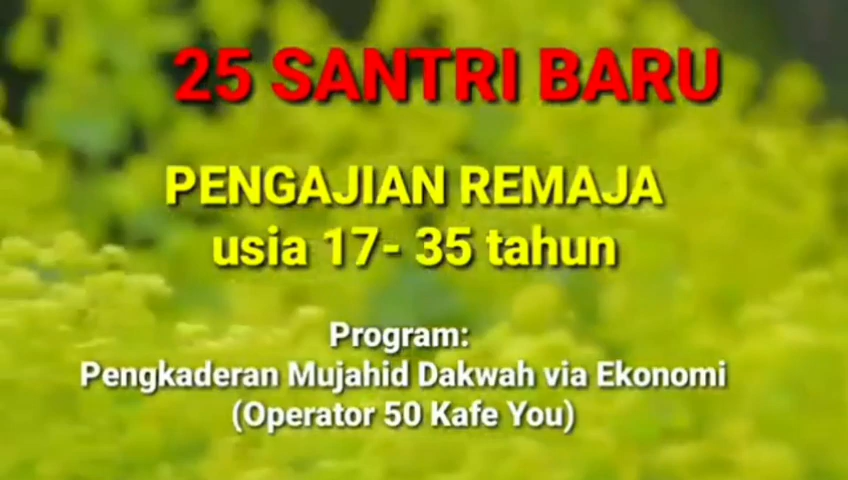 25 SANTRI BARU
PENGAJIAN REMAJA
usia 17- 35 tahun
Program:
Pengkaderan Mujahid Dakwah via Ekonomi
(Operator 50 Kafe You)